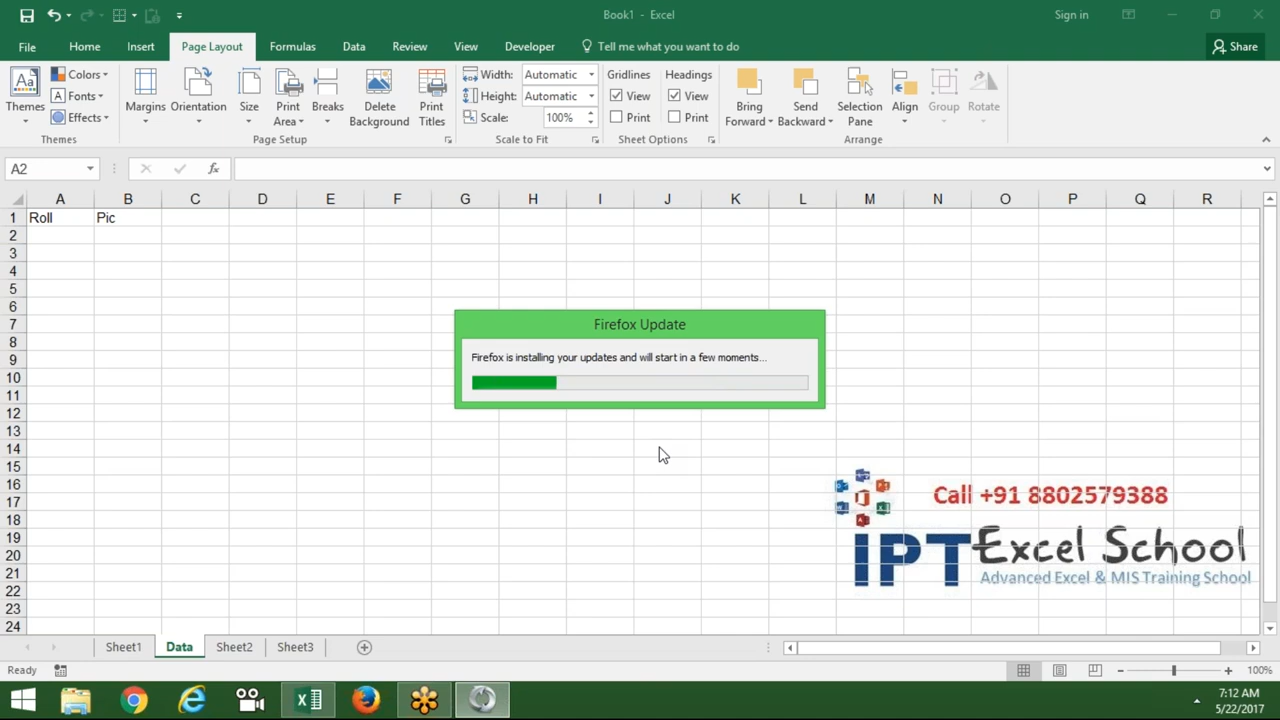 Book1 - Excel
Sign in
File Home Insert Page Layout Formulas Data Review View Developer Tell me what you want to do Share
Themes
Colors
Fonts
Effects
Margins
Orientation
Size
Print Area
Breaks
Delete Background
Print Titles
Width: Automatic
Height: Automatic
Scale: 100%
Gridlines
View
Print
Headings
View
Print
Bring Forward
Send Backward
Selection Pane
Align
Group
Rotate
Themes Page Setup Scale to Fit Sheet Options Arrange
A2 fx
A B C D E F G H I J K L M N O P Q R
1 Roll Pic
2
3
4
5
6
7
8
9
10
11
12
13
14
15
16
17
18
19
20
21
22
23
24
Firefox Update
Firefox is installing your updates and will start in a few moments...
Call +91 8802579388
IPT Excel School
Advanced Excel & MIS Training School
Sheet1 Data Sheet2 Sheet3
Ready 100%
7:12 AM
5/22/2017